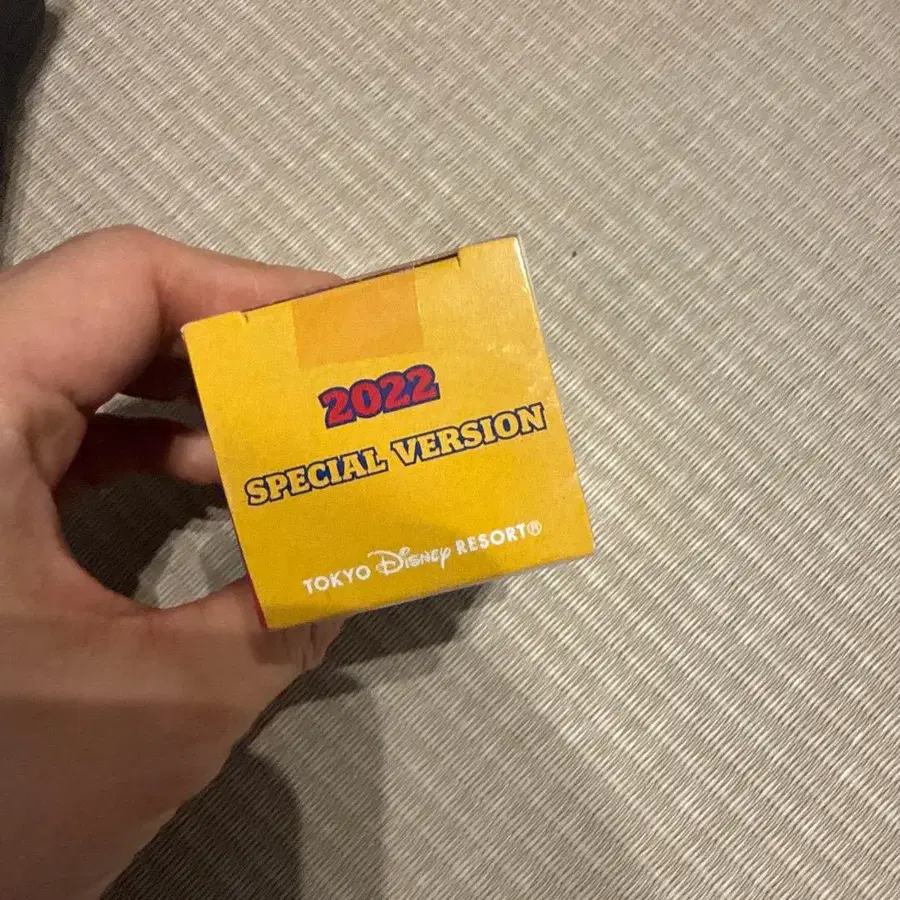 2022
SPECIAL VERSION
TOKYO Disney RESORT®